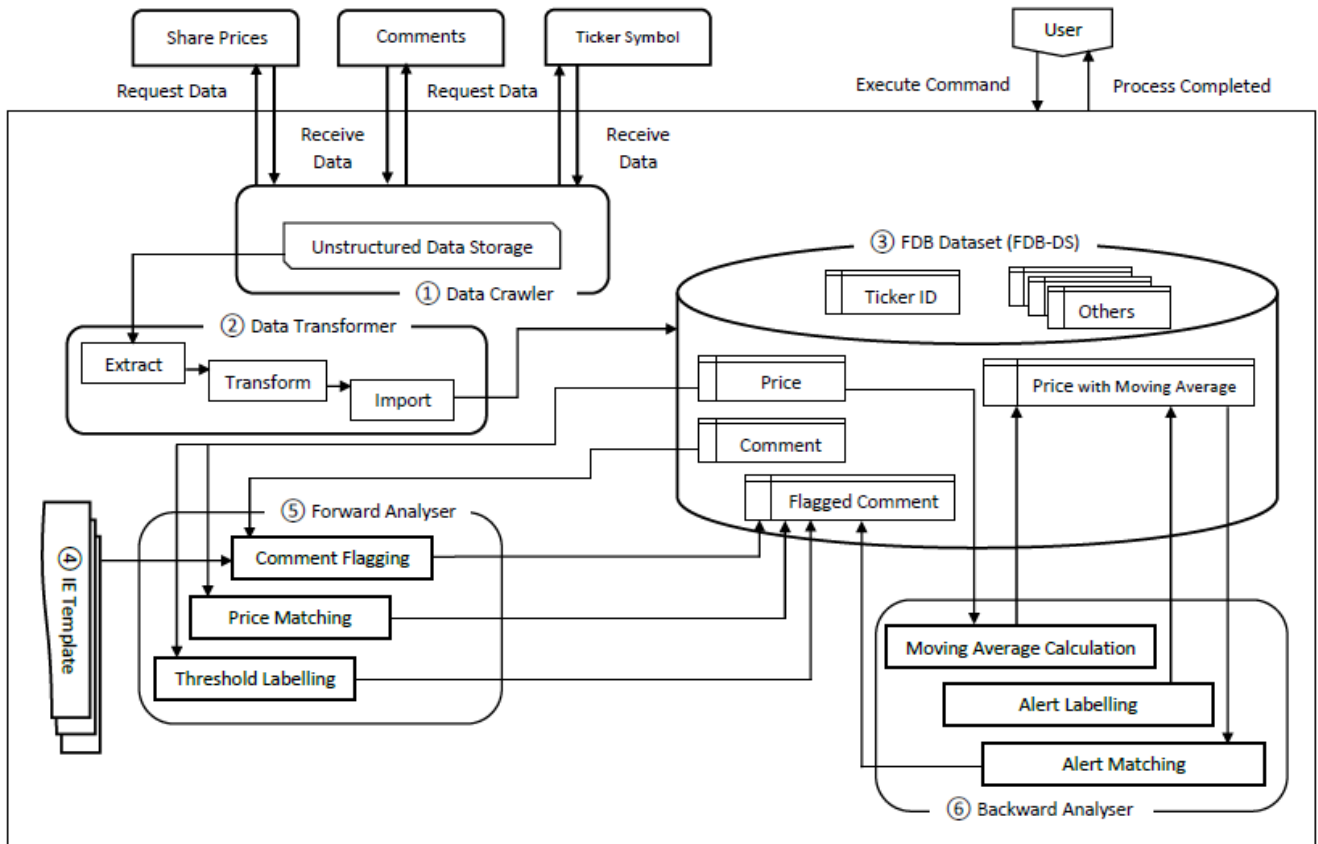 Share Prices
Comments
Ticker Symbol
User
Request Data
Request Data
Execute Command
Process Completed
Receive
Data
Receive
Data
Unstructured Data Storage
① Data Crawler
② Data Transformer
Extract
Transform
Import
③ FDB Dataset (FDB-DS)
Ticker ID
Others
Price
Price with Moving Average
Comment
Flagged Comment
④ IE Template
⑤ Forward Analyser
Comment Flagging
Price Matching
Threshold Labelling
Moving Average Calculation
Alert Labelling
Alert Matching
⑥ Backward Analyser